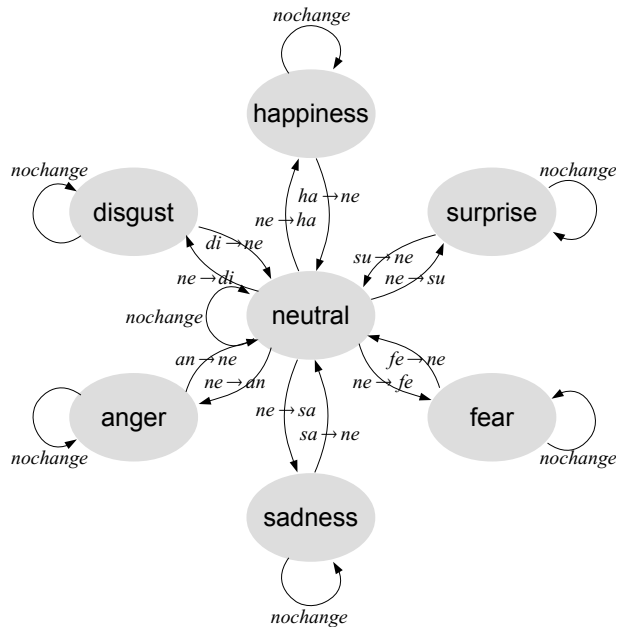 nochange
happiness
nochange
nochange
disgust
surprise
ha→ne
ne→ha
di→ne
su→ne
ne→di
ne→su
nochange
neutral
an→ne
fe→ne
ne→an
ne→fe
anger
fear
ne→sa
sa→ne
nochange
nochange
sadness
nochange